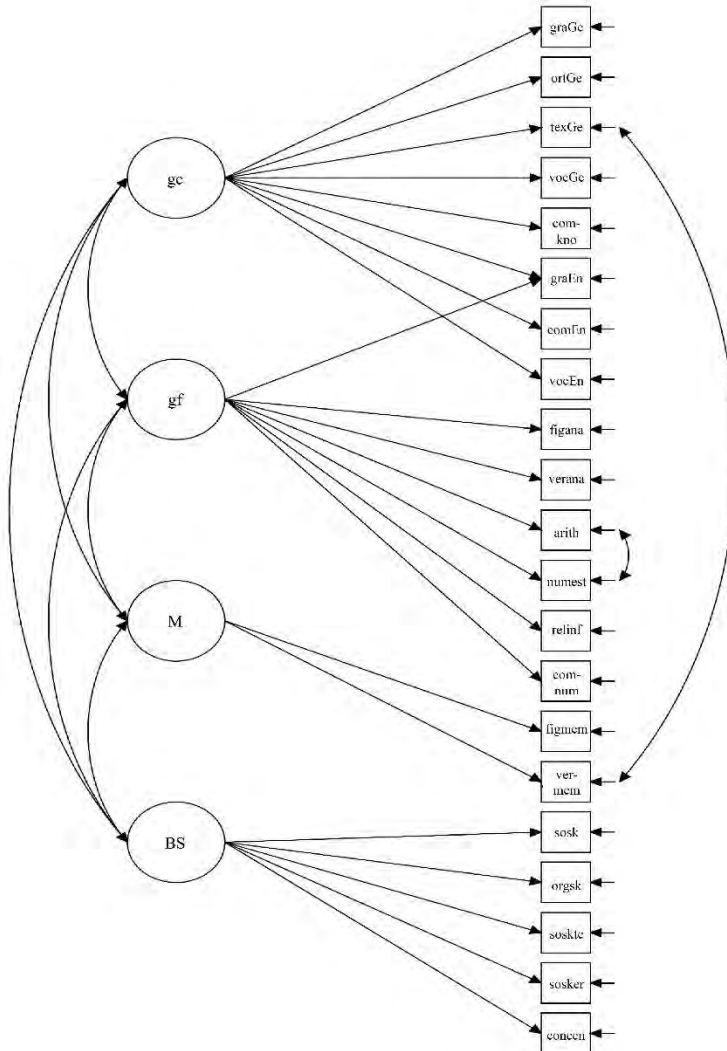 gc
gf
M
BS
graGe
ortGe
texGe
vocGe
com-
kno
graEn
comEn
vocEn
figana
verana
arith
numest
relinf
com-
num
figmem
ver-
mem
sosk
orgsk
soskte
sosker
concen